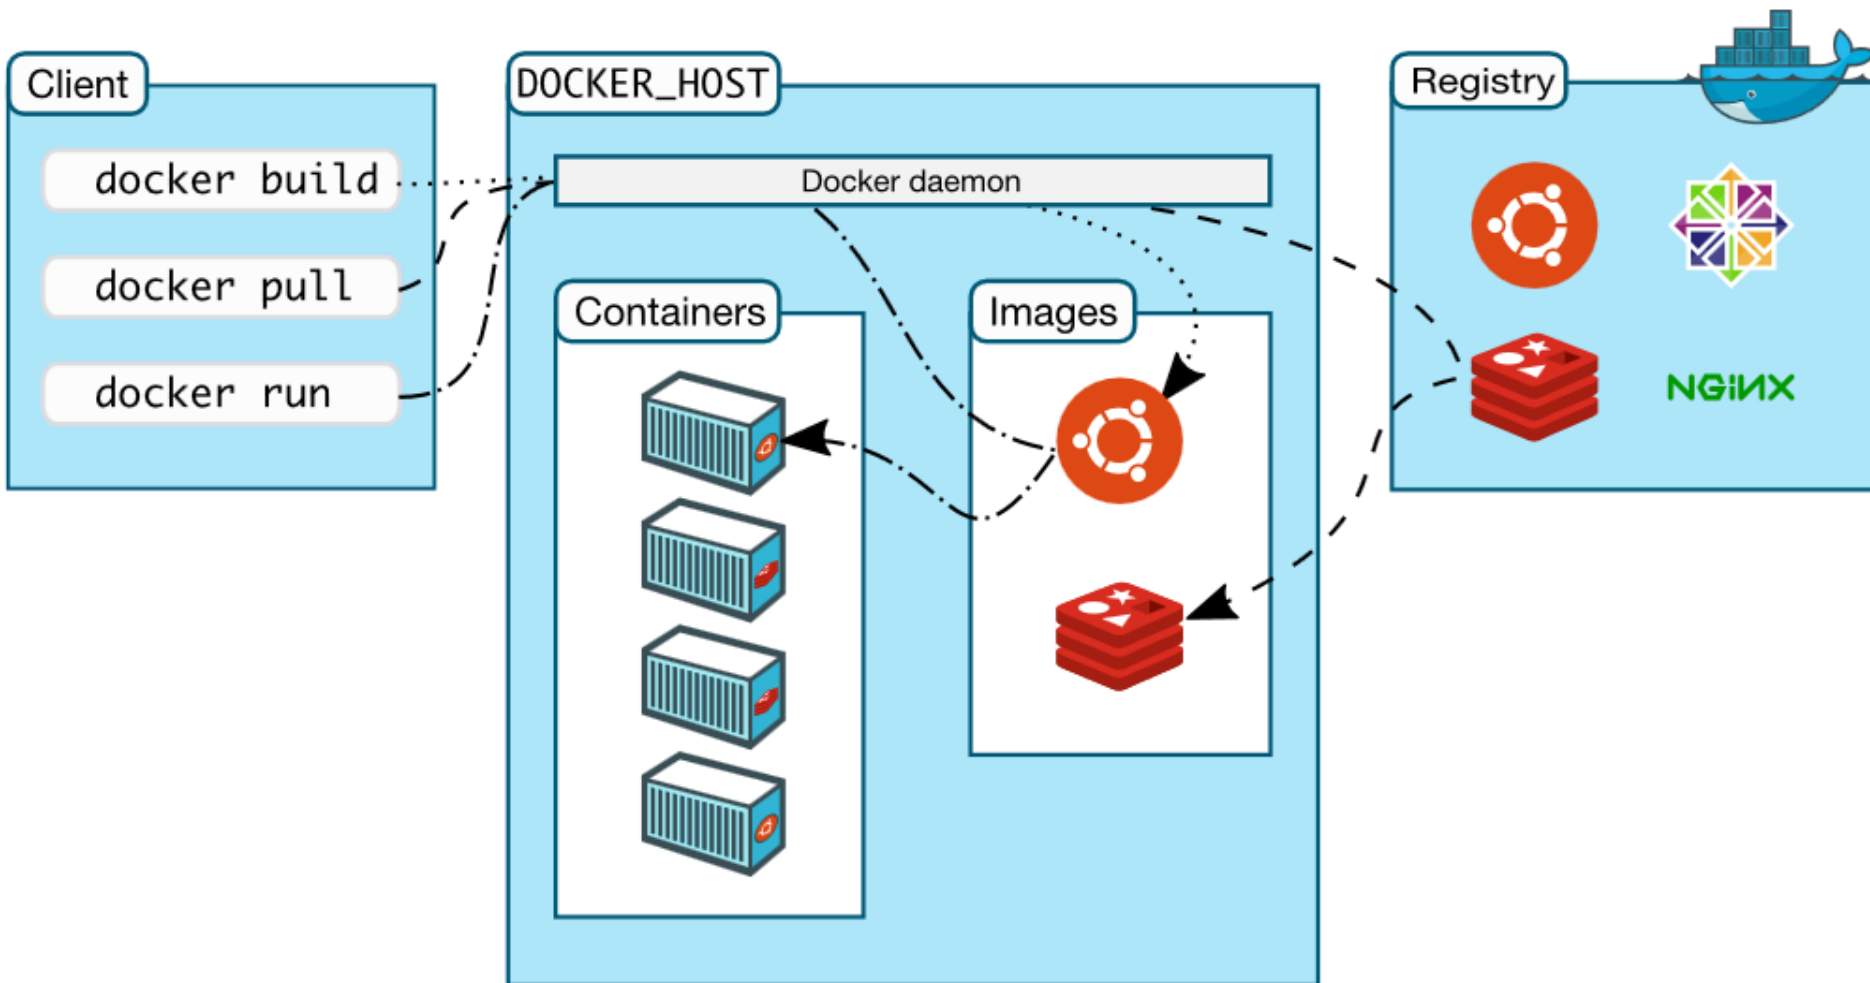 Client
docker build
docker pull
docker run
DOCKER_HOST
Docker daemon
Containers
Images
Registry
NGiNX